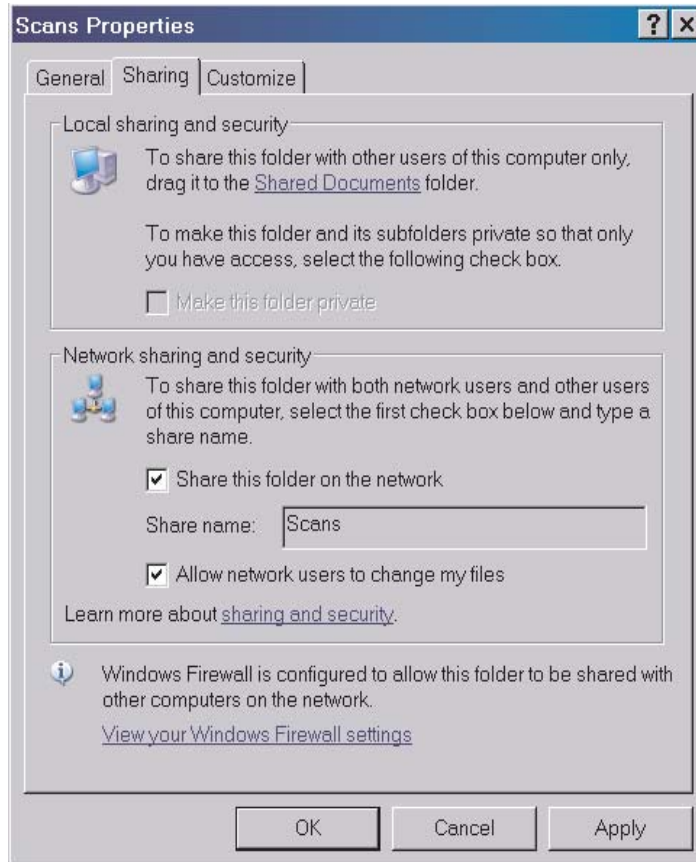 Scans Properties
General Sharing Customize
Local sharing and security
To share this folder with other users of this computer only,
drag it to the Shared Documents folder.
To make this folder and its subfolders private so that only
you have access, select the following check box.
Make this folder private
Network sharing and security
To share this folder with both network users and other users
of this computer, select the first check box below and type a
share name.
Share this folder on the network
Share name: Scans
Allow network users to change my files
Learn more about sharing and security.
Windows Firewall is configured to allow this folder to be shared with
other computers on the network.
View your Windows Firewall settings
OK Cancel Apply